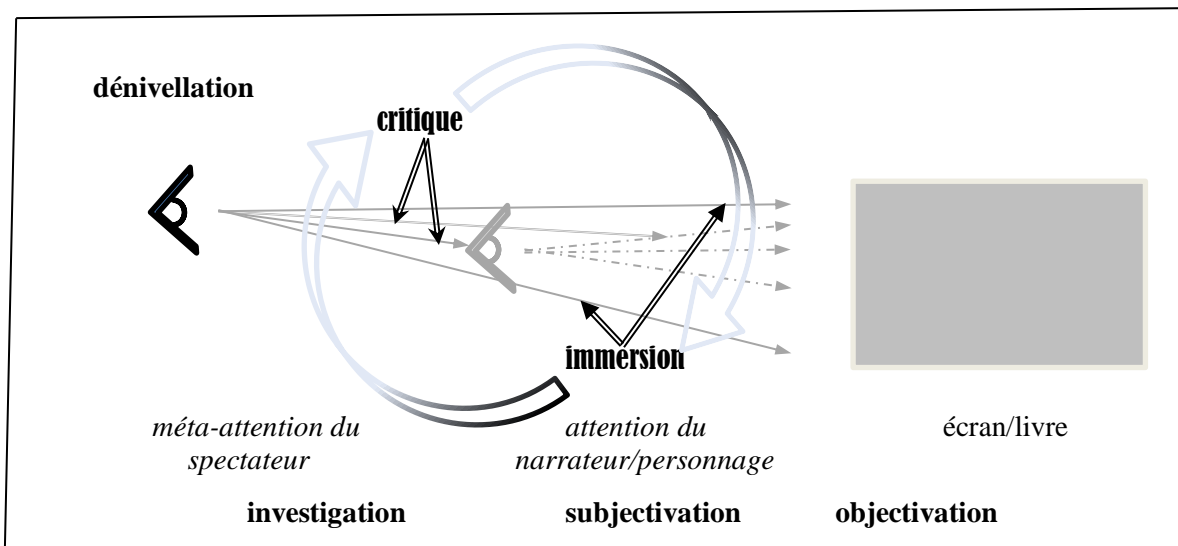 dénivellation
critique
immersion
méta-attention du
spectateur
attention du
narrateur/personnage
écran/livre
investigation
subjectivation
objectivation